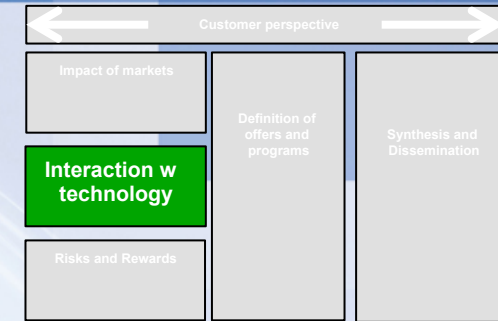 Customer perspective
Impact of markets
Interaction w
technology
Risks and Rewards
Definition of
offers and
programs
Synthesis and
Dissemination